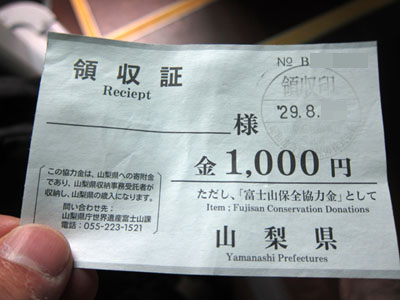 No B
領収証
Reciept
領収印
'29.8.
様
金 1,000 円
ただし、「富士山保全協力金」として
Item : Fujisan Conservation Donations
この協力金は、山梨県への寄附金
であり、山梨県収納事務受託者が
収納し、山梨県の歳入になります。
問い合わせ先：
山梨県庁世界遺産富士山課
電話：055-223-1521
山梨県
Yamanashi Prefectures